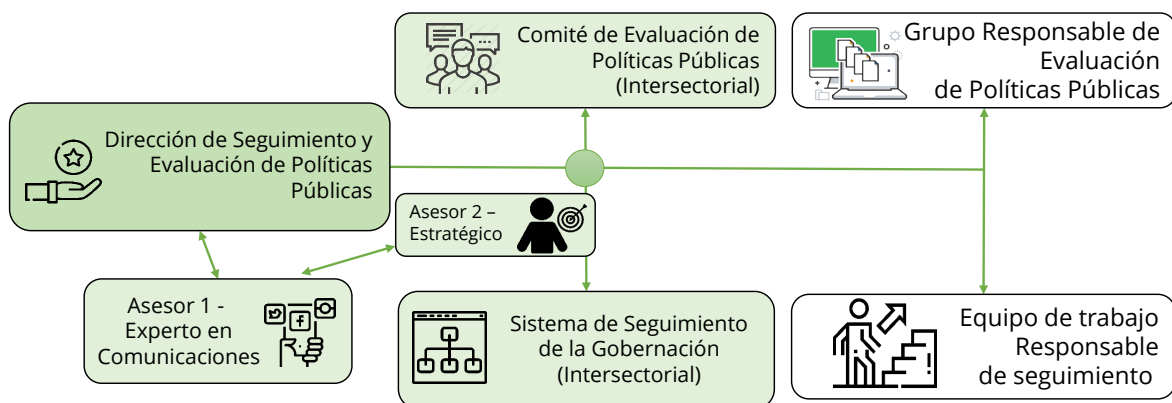 Comité de Evaluación de
Políticas Públicas
(Intersectorial)
Grupo Responsable de
Evaluación
de Políticas Públicas
Dirección de Seguimiento y
Evaluación de Políticas
Públicas
Asesor 2 –
Estratégico
Asesor 1 -
Experto en
Comunicaciones
Sistema de Seguimiento
de la Gobernación
(Intersectorial)
Equipo de trabajo
Responsable
de seguimiento